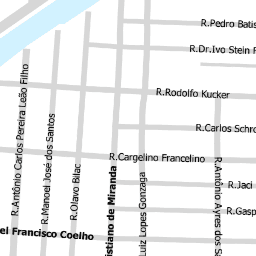 R.Pedro Batis
R.Dr.Ivo Stein F
R.Rodolfo Kucker
R.Carlos Schro
R.Cargelino Francelino
R.Jaci
R.Gasp
el Francisco Coelho
R.Antônio Carlos Pereira Leão Filho
R.Manoel José dos Santos
R.Olavo Bilac
istiano de Miranda
Luiz Lopes Gonzaga
R.Antônio Ayres dos Sa